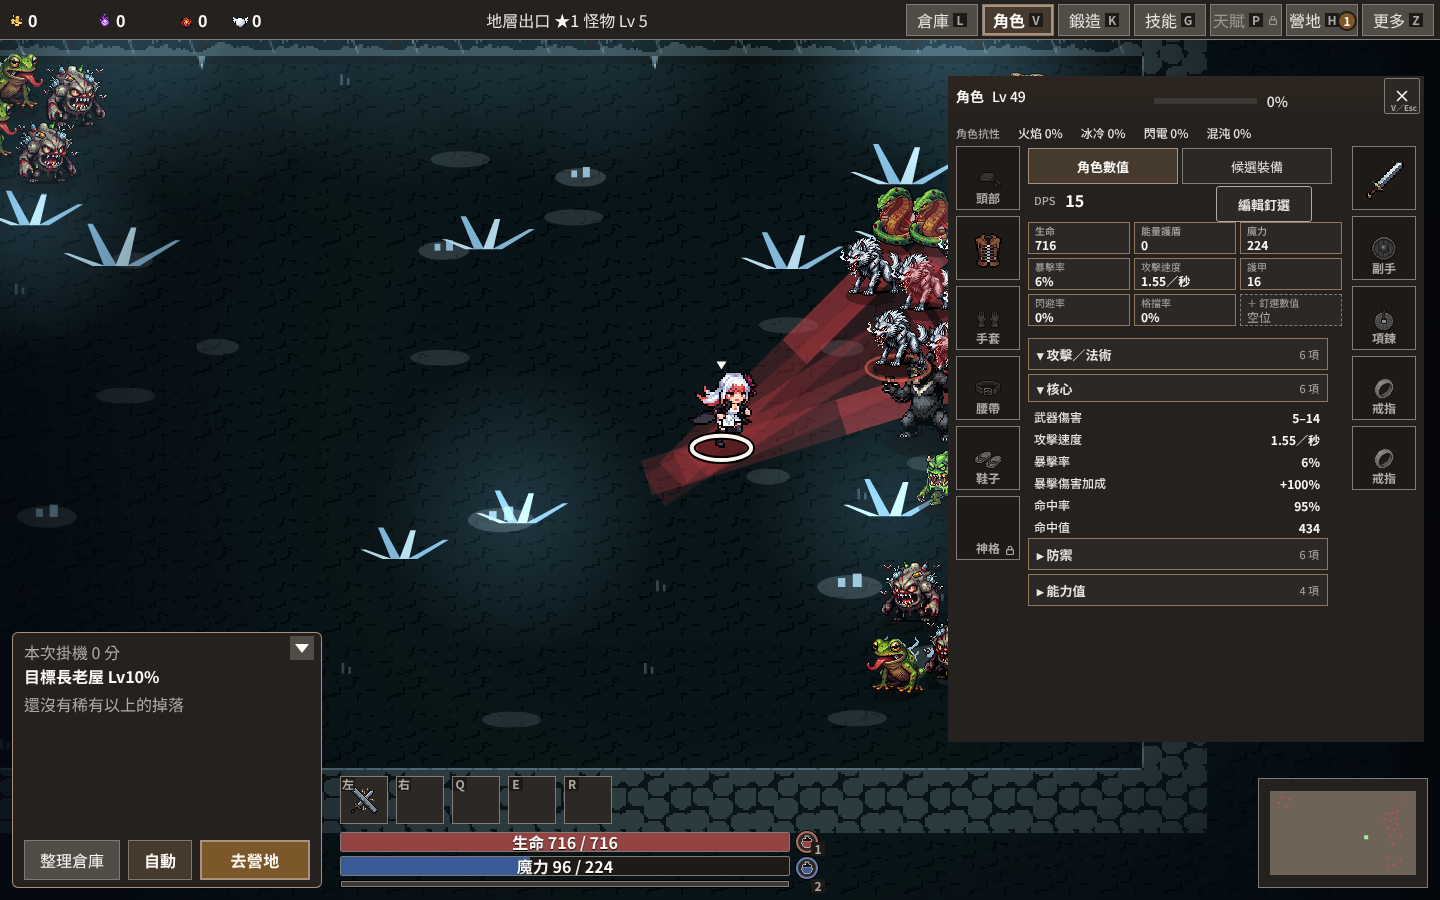 0 0 0 0
地層出口 ★1 怪物 Lv 5
倉庫 L 角色 V 鍛造 K 技能 G 天賦 P 營地 H 1 更多 Z
角色 Lv 49
0%
V／Esc
角色抗性 火焰 0% 冰冷 0% 閃電 0% 混沌 0%
頭部
手套
腰帶
鞋子
神格
角色數值 候選裝備
DPS 15
編輯釘選
生命 能量護盾 魔力
716 0 224
暴擊率 攻擊速度 護甲
6% 1.55／秒 16
閃避率 格擋率 ＋ 釘選數值
0% 0% 空位
▼攻擊／法術 6 項
▼核心 6 項
武器傷害 5–14
攻擊速度 1.55／秒
暴擊率 6%
暴擊傷害加成 +100%
命中率 95%
命中值 434
▶防禦 6 項
▶能力值 4 項
副手
項鍊
戒指
戒指
本次掛機 0 分
目標長老屋 Lv10%
還沒有稀有以上的掉落
整理倉庫 自動 去營地
左 右 Q E R
生命 716 / 716
1
魔力 96 / 224
2